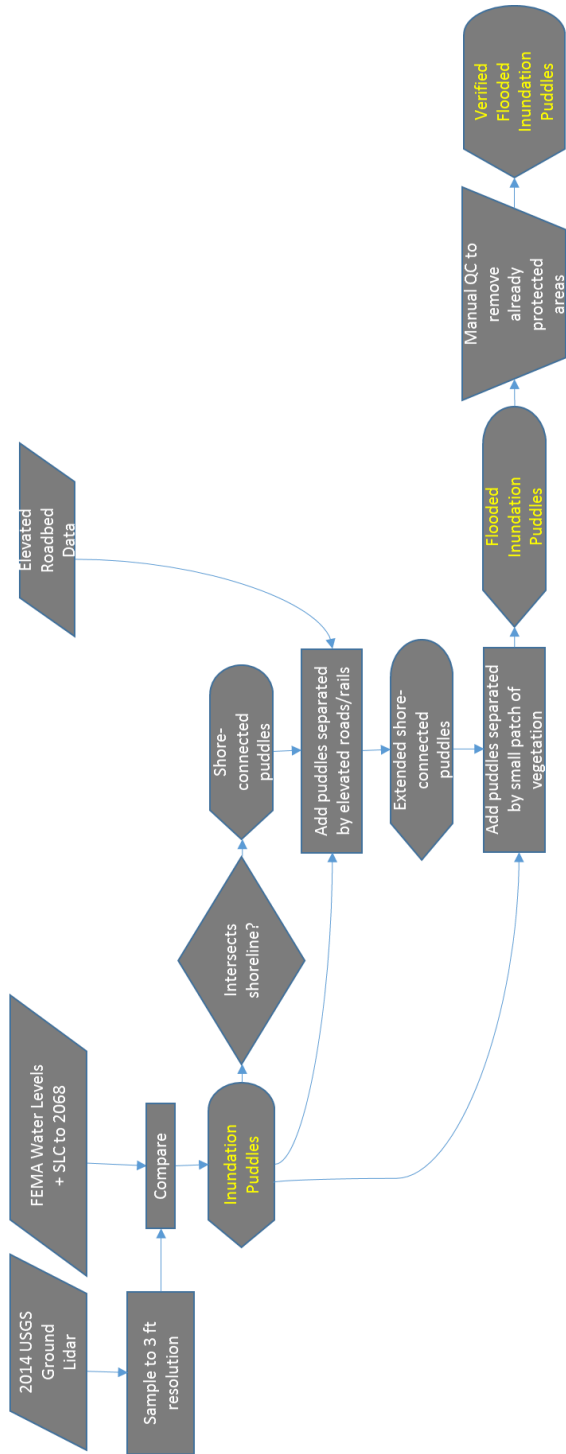 2014 USGS
Ground
Lidar
FEMA Water Levels
+ SLC to 2068
Elevated
Roadbed
Data
Sample to 3 ft
resolution
Compare
Inundation
Puddles
Intersects
shoreline?
Shore-
connected
puddles
Add puddles separated
by elevated roads/rails
Extended shore-
connected puddles
Add puddles separated
by small patch of
vegetation
Flooded
Inundation
Puddles
Manual QC to
remove
already
protected
areas
Verified
Flooded
Inundation
Puddles